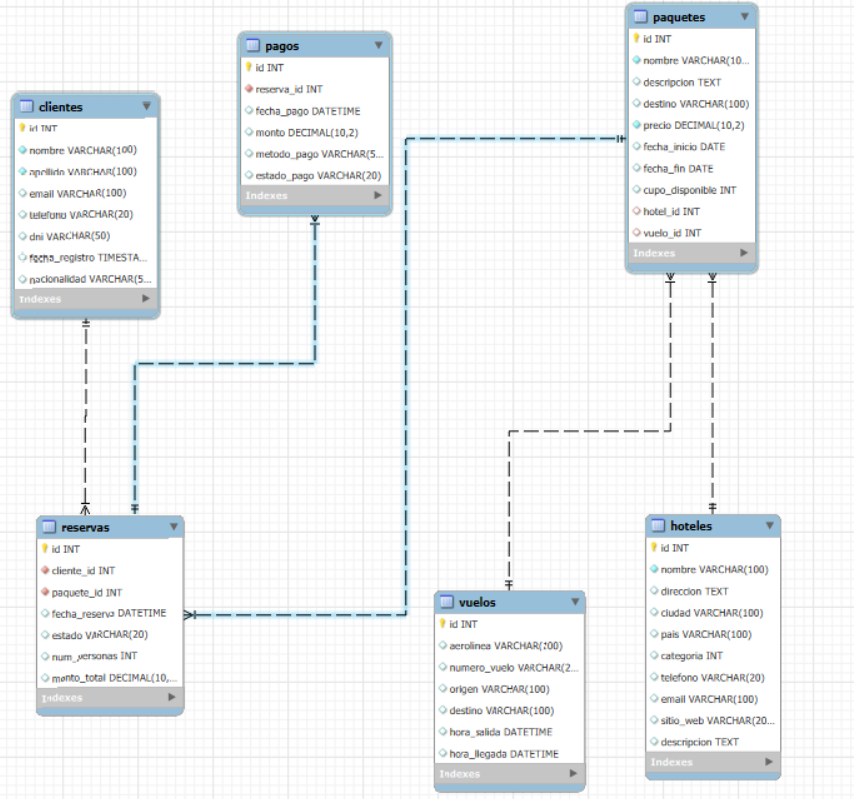 clientes
id INT
nombre VARCHAR(100)
apellido VARCHAR(100)
email VARCHAR(100)
telefono VARCHAR(20)
dni VARCHAR(50)
fecha_registro TIMESTA...
nacionalidad VARCHAR(5...
Indexes
pagos
id INT
reserva_id INT
fecha_pago DATETIME
monto DECIMAL(10,2)
metodo_pago VARCHAR(5...
estado_pago VARCHAR(20)
Indexes
paquetes
id INT
nombre VARCHAR(10...
descripcion TEXT
destino VARCHAR(100)
precio DECIMAL(10,2)
fecha_inicio DATE
fecha_fin DATE
cupo_disponible INT
hotel_id INT
vuelo_id INT
Indexes
reservas
id INT
cliente_id INT
paquete_id INT
fecha_reserva DATETIME
estado VARCHAR(20)
num_personas INT
monto_total DECIMAL(10,...
Indexes
vuelos
id INT
aerolinea VARCHAR(100)
numero_vuelo VARCHAR(2...
origen VARCHAR(100)
destino VARCHAR(100)
hora_salida DATETIME
hora_llegada DATETIME
Indexes
hoteles
id INT
nombre VARCHAR(100)
direccion TEXT
ciudad VARCHAR(100)
pais VARCHAR(100)
categoria INT
telefono VARCHAR(20)
email VARCHAR(100)
sitio_web VARCHAR(20...
descripcion TEXT
Indexes